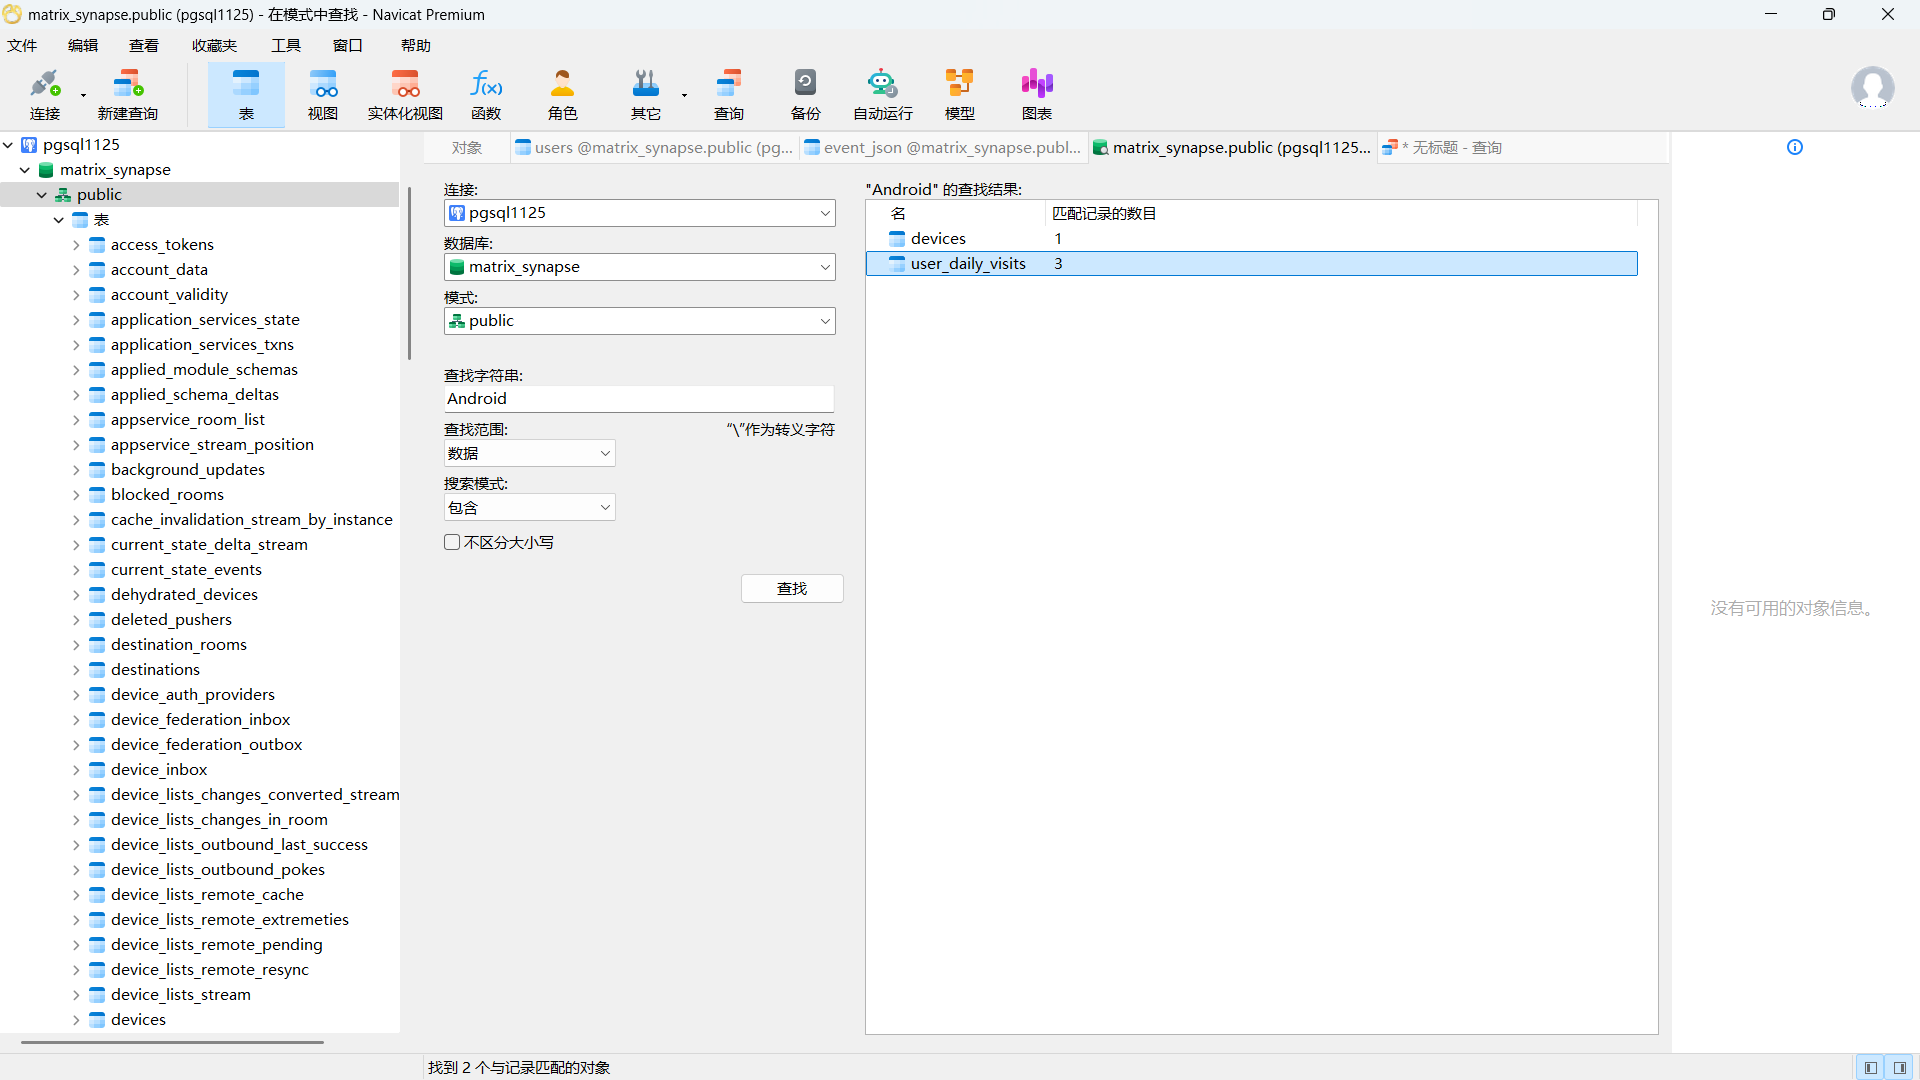 matrix_synapse.public (pgsql1125) - 在模式中查找 - Navicat Premium
文件 编辑 查看 收藏夹 工具 窗口 帮助
连接 新建查询 表 视图 实体化视图 函数 角色 其它 查询 备份 自动运行 模型 图表
pgsql1125
matrix_synapse
public
表
access_tokens
account_data
account_validity
application_services_state
application_services_txns
applied_module_schemas
applied_schema_deltas
appservice_room_list
appservice_stream_position
background_updates
blocked_rooms
cache_invalidation_stream_by_instance
current_state_delta_stream
current_state_events
dehydrated_devices
deleted_pushers
destination_rooms
destinations
device_auth_providers
device_federation_inbox
device_federation_outbox
device_inbox
device_lists_changes_converted_stream
device_lists_changes_in_room
device_lists_outbound_last_success
device_lists_outbound_pokes
device_lists_remote_cache
device_lists_remote_extremeties
device_lists_remote_pending
device_lists_remote_resync
device_lists_stream
devices
对象 users @matrix_synapse.public (pg... event_json @matrix_synapse.publ... matrix_synapse.public (pgsql1125... * 无标题 - 查询
连接:
pgsql1125
数据库:
matrix_synapse
模式:
public
查找字符串:
Android
查找范围: “\”作为转义字符
数据
搜索模式:
包含
不区分大小写
查找
"Android" 的查找结果:
名 匹配记录的数目
devices 1
user_daily_visits 3
没有可用的对象信息。
找到 2 个与记录匹配的对象